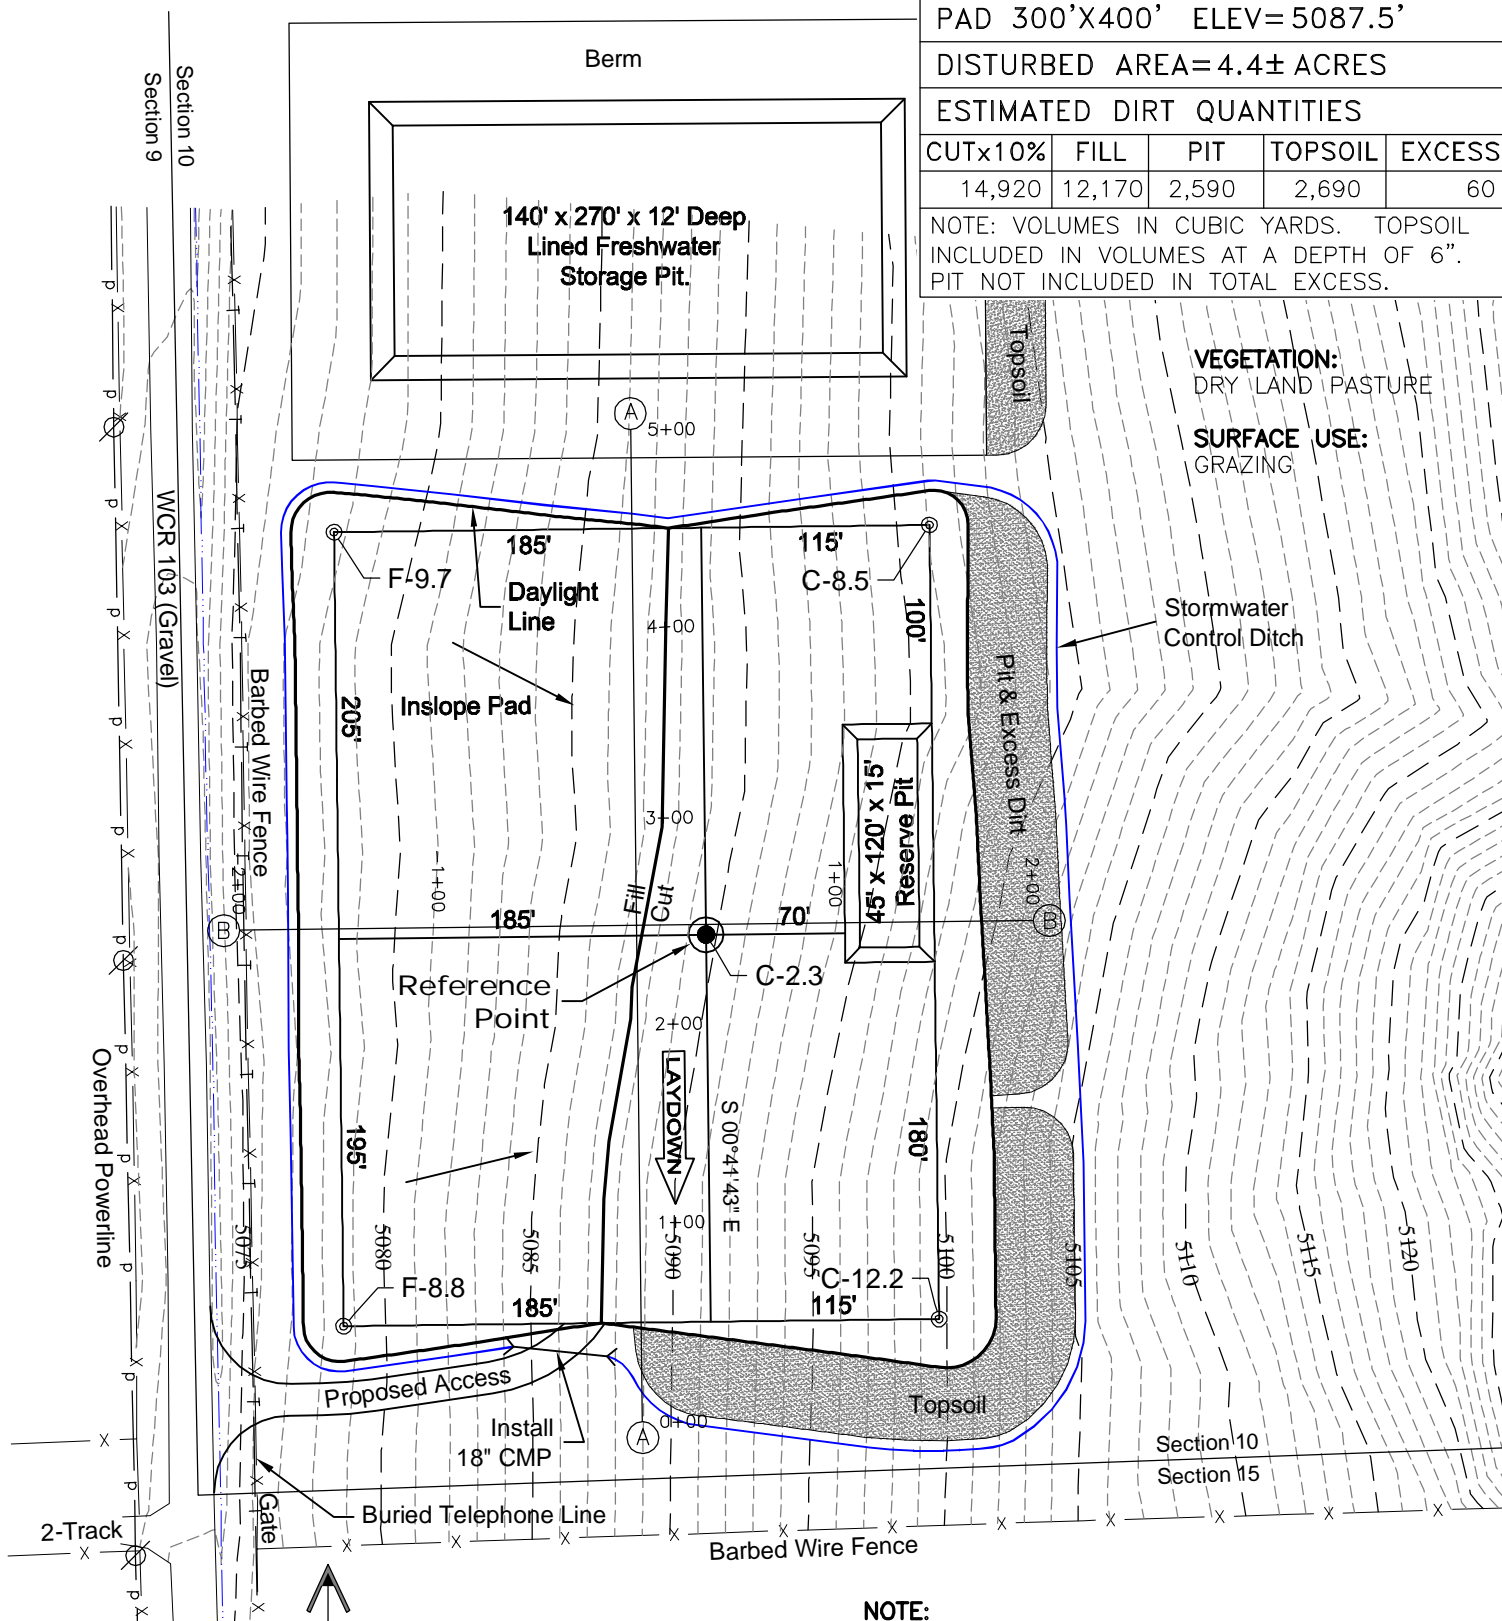 PAD 300'X400' ELEV=5087.5'
DISTURBED AREA=4.4± ACRES
ESTIMATED DIRT QUANTITIES
CUTx10% FILL PIT TOPSOIL EXCESS
14,920 12,170 2,590 2,690 60
NOTE: VOLUMES IN CUBIC YARDS. TOPSOIL
INCLUDED IN VOLUMES AT A DEPTH OF 6".
PIT NOT INCLUDED IN TOTAL EXCESS.
Berm
Section 10
Section 9
140' x 270' x 12' Deep
Lined Freshwater
Storage Pit.
Topsoil
VEGETATION:
DRY LAND PASTURE
SURFACE USE:
GRAZING
A
5+00
WCR 103 (Gravel)
185'
115'
F-9.7
C-8.5
Daylight
Line
100'
4+00
Stormwater
Control Ditch
Barbed Wire Fence
205'
Inslope Pad
Pit & Excess Dirt
3+00
45' x 120' x 15'
Reserve Pit
2+00
1+00
Fill
Cut
1+00
2+00
B
185'
70'
B
Reference
Point
C-2.3
2+00
Overhead Powerline
LAYDOWN
S 00°41'43" E
195'
180'
1+00
5075
5080
5085
5090
5095
5100
5105
5110
5115
5120
F-8.8
C-12.2
185'
115'
Proposed Access
Topsoil
Install
18" CMP
0+00
A
Section 10
Section 15
Gate
Buried Telephone Line
2-Track
Barbed Wire Fence
NOTE: